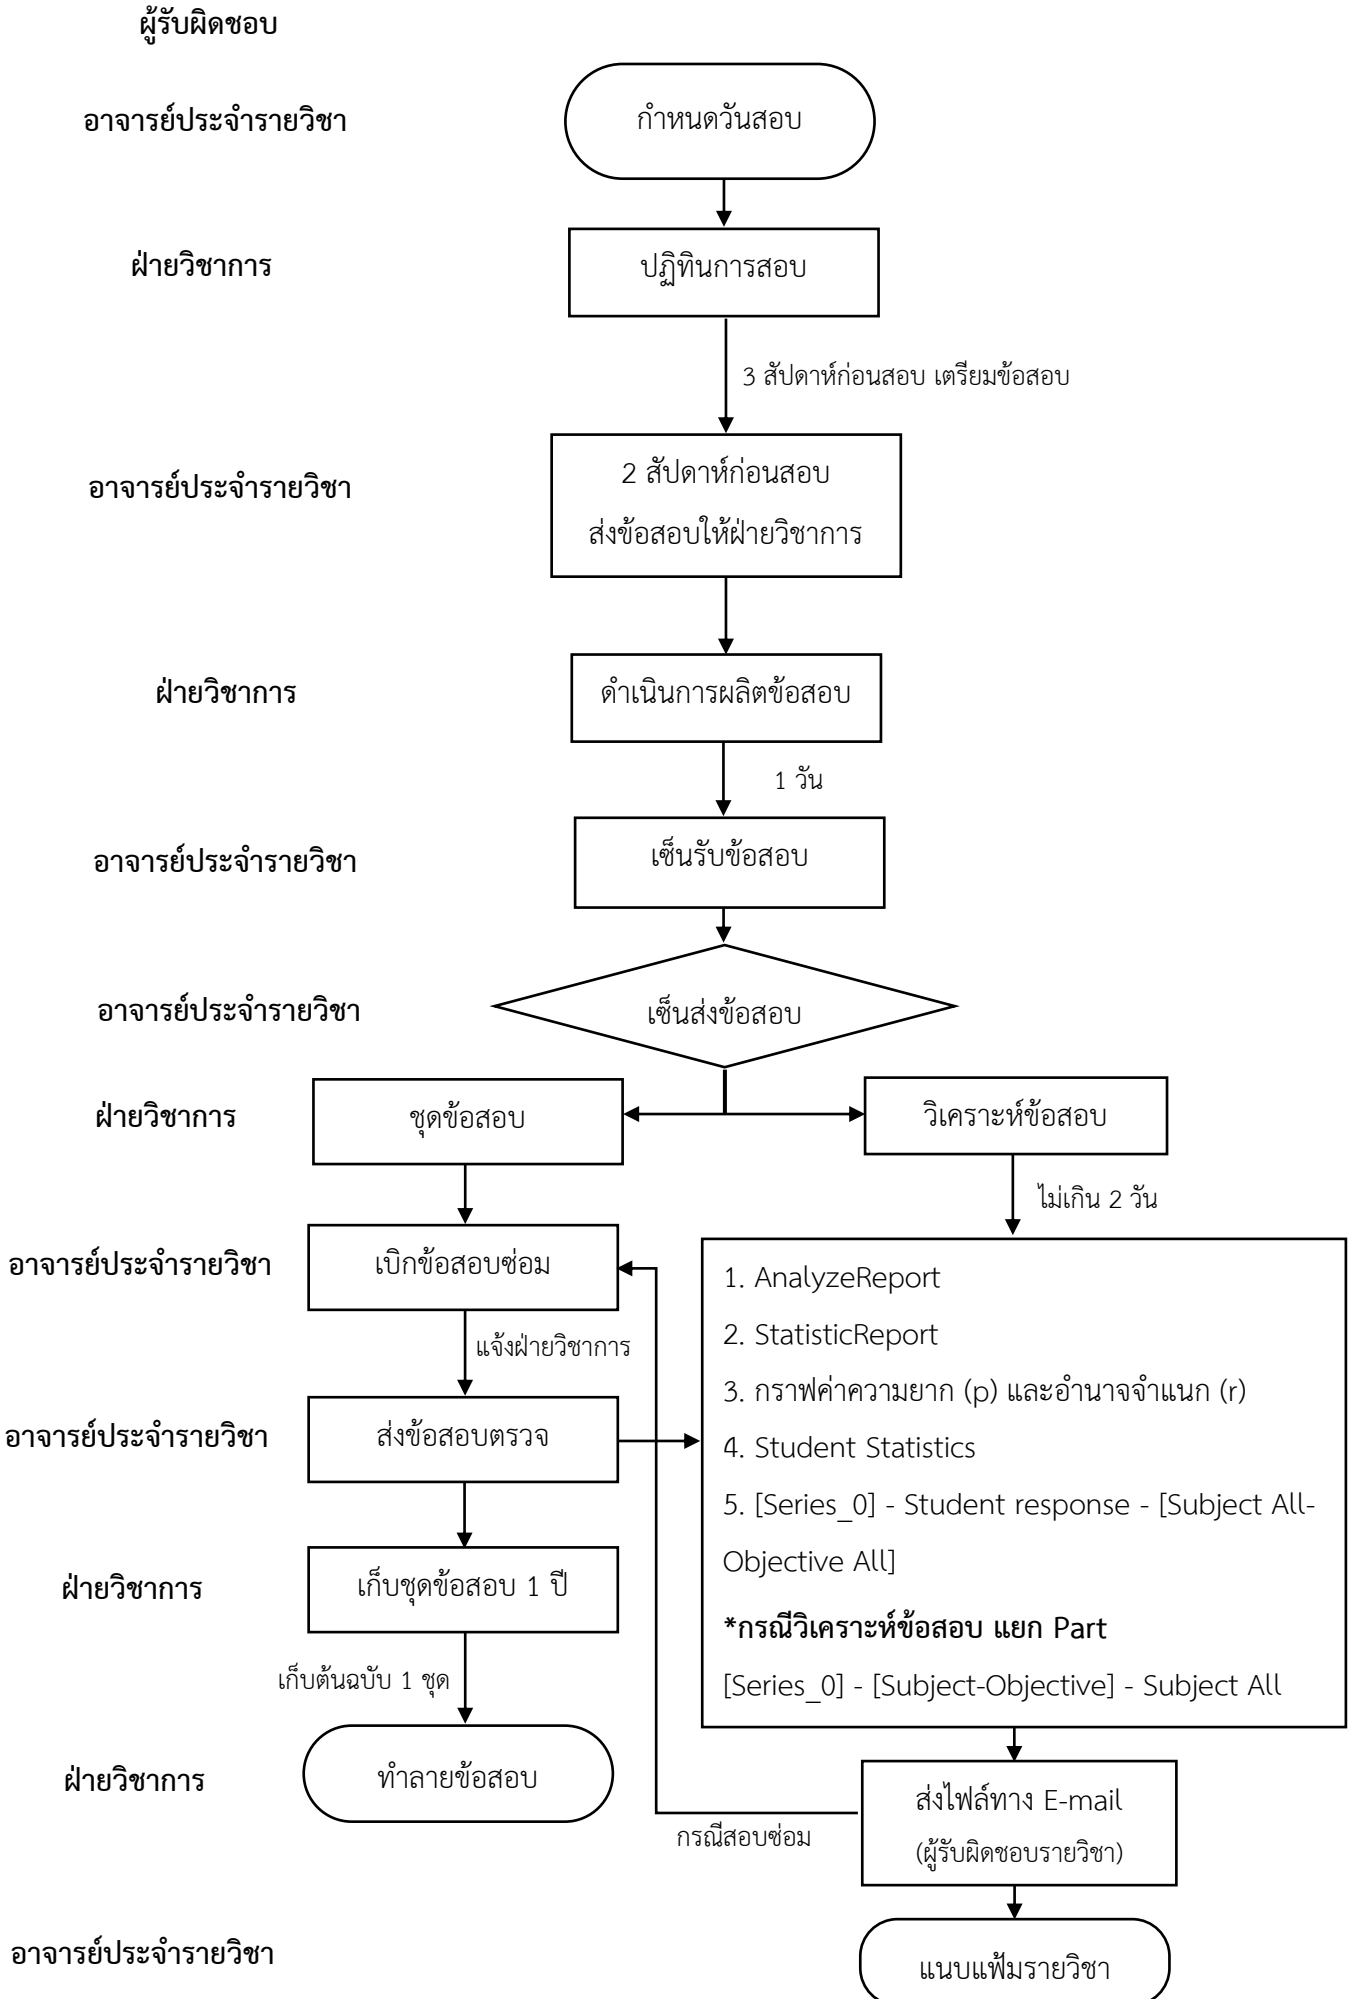 ผู้รับผิดชอบ
อาจารย์ประจำรายวิชา
กำหนดวันสอบ
ฝ่ายวิชาการ
ปฏิทินการสอบ
3 สัปดาห์ก่อนสอบ เตรียมข้อสอบ
อาจารย์ประจำรายวิชา
2 สัปดาห์ก่อนสอบ
ส่งข้อสอบให้ฝ่ายวิชาการ
ฝ่ายวิชาการ
ดำเนินการผลิตข้อสอบ
1 วัน
อาจารย์ประจำรายวิชา
เซ็นรับข้อสอบ
อาจารย์ประจำรายวิชา
เซ็นส่งข้อสอบ
ฝ่ายวิชาการ
ชุดข้อสอบ
วิเคราะห์ข้อสอบ
ไม่เกิน 2 วัน
อาจารย์ประจำรายวิชา
เบิกข้อสอบซ่อม
แจ้งฝ่ายวิชาการ
อาจารย์ประจำรายวิชา
ส่งข้อสอบตรวจ
1. AnalyzeReport
2. StatisticReport
3. กราฟค่าความยาก (p) และอำนาจจำแนก (r)
4. Student Statistics
5. [Series_0] - Student response - [Subject All-
Objective All]
*กรณีวิเคราะห์ข้อสอบ แยก Part
[Series_0] - [Subject-Objective] - Subject All
ฝ่ายวิชาการ
เก็บชุดข้อสอบ 1 ปี
เก็บต้นฉบับ 1 ชุด
ฝ่ายวิชาการ
ทำลายข้อสอบ
ส่งไฟล์ทาง E-mail
(ผู้รับผิดชอบรายวิชา)
กรณีสอบซ่อม
อาจารย์ประจำรายวิชา
แนบแฟ้มรายวิชา